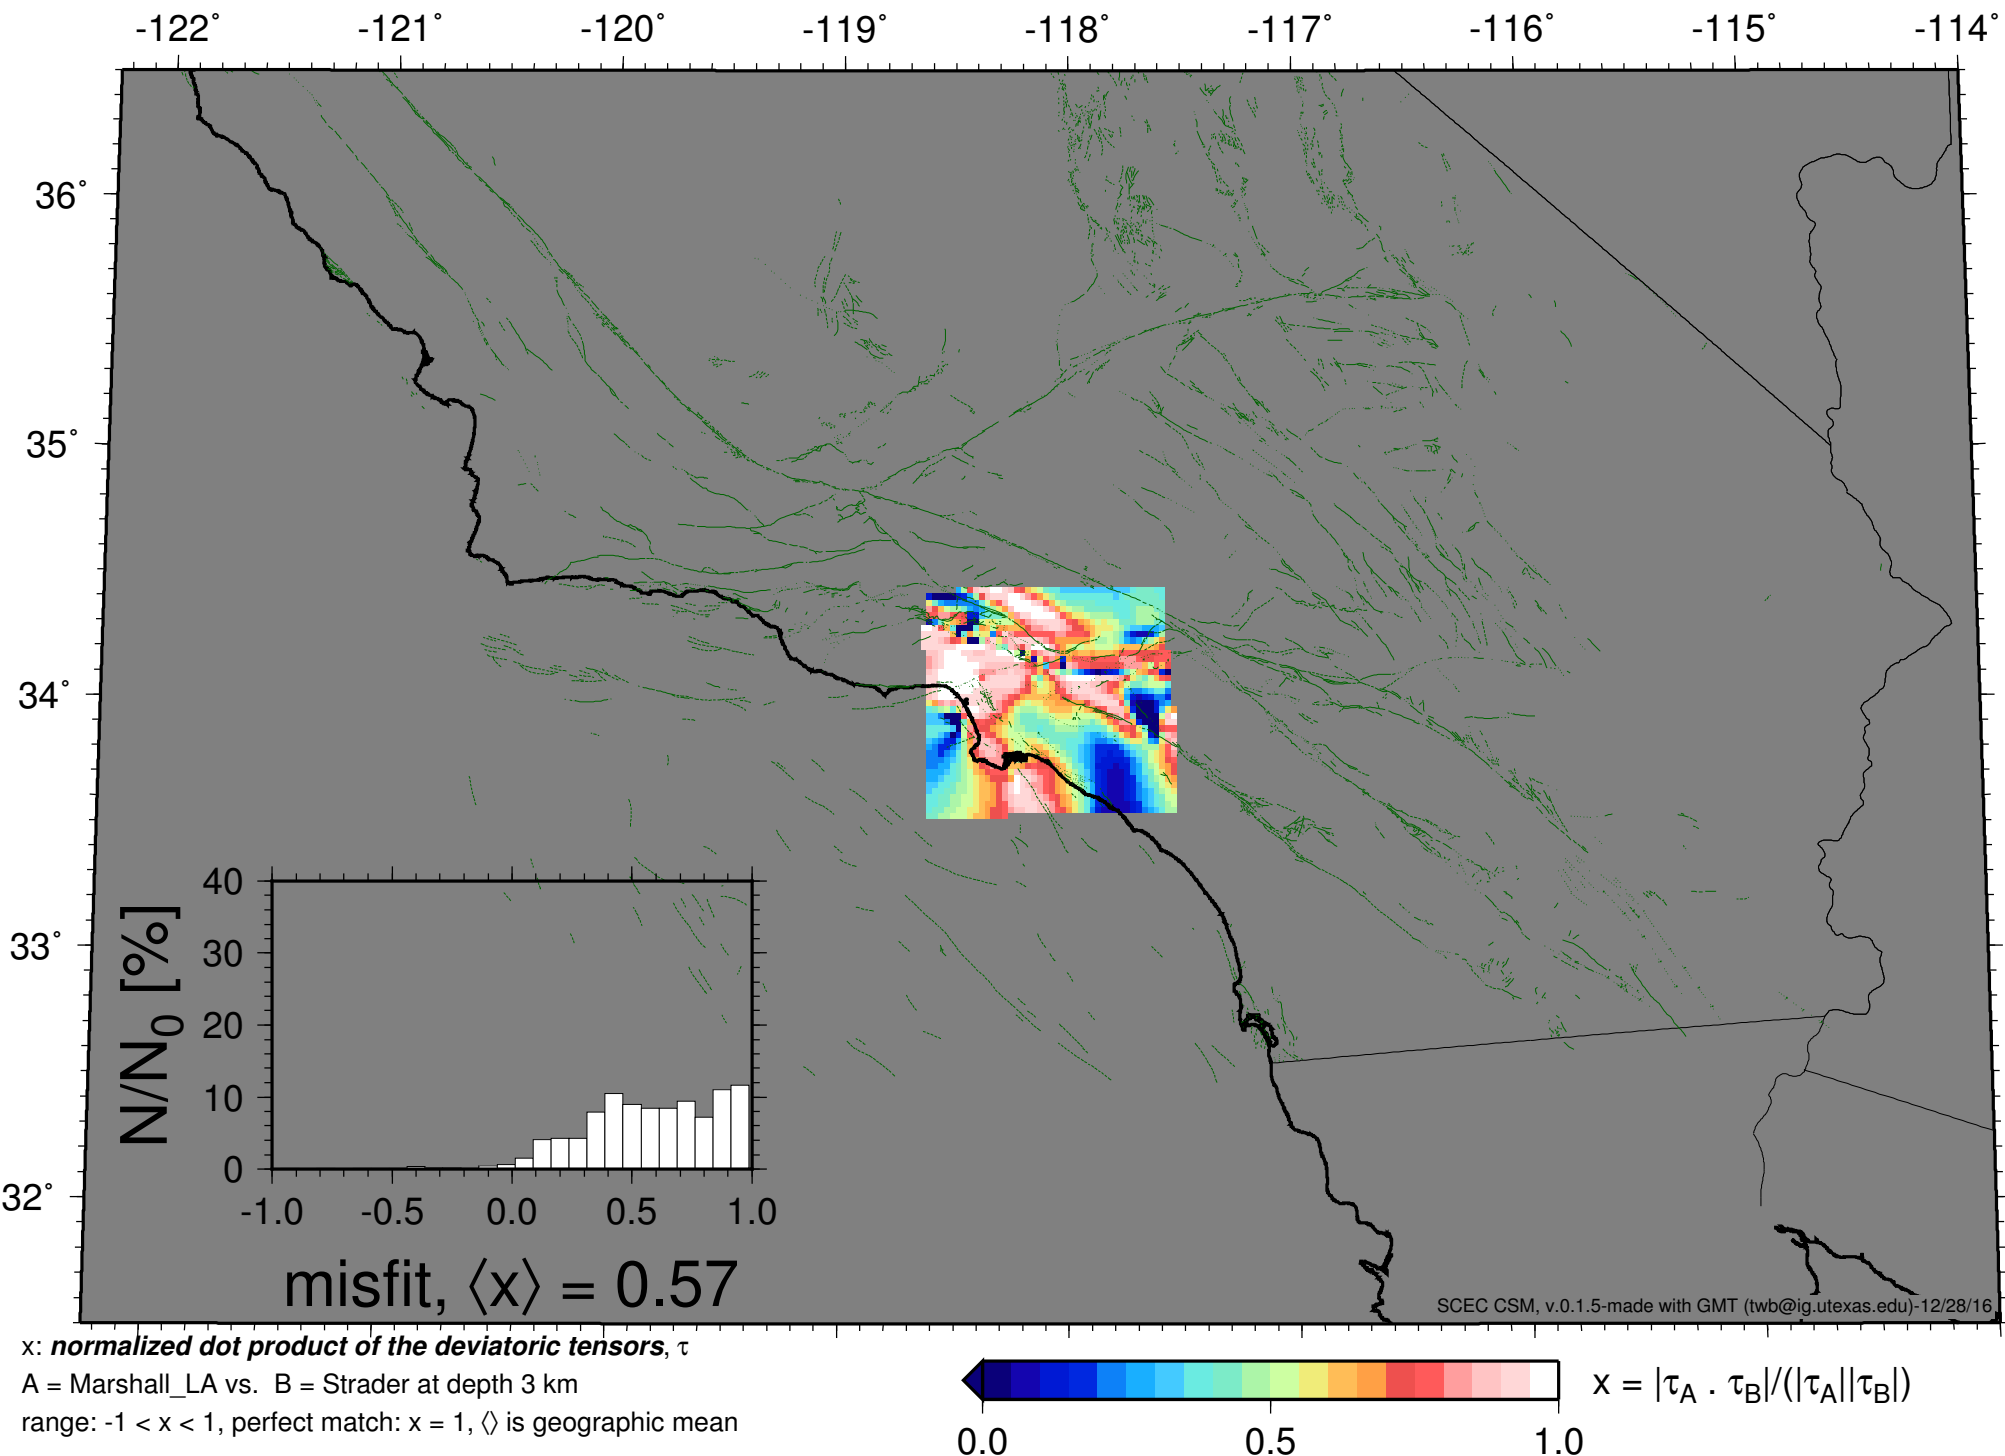 -122° -121° -120° -119° -118° -117° -116° -115° -114°
36°
35°
34°
33°
32°
N/N0 [%]
40
30
20
10
0
-1.0 -0.5 0.0 0.5 1.0
misfit, ⟨x⟩ = 0.57
SCEC CSM, v.0.1.5-made with GMT (twb@ig.utexas.edu)-12/28/16
x: normalized dot product of the deviatoric tensors, τ
A = Marshall_LA vs. B = Strader at depth 3 km
range: -1 < x < 1, perfect match: x = 1, ⟨⟩ is geographic mean
x = |τA . τB|/(|τA||τB|)
0.0 0.5 1.0